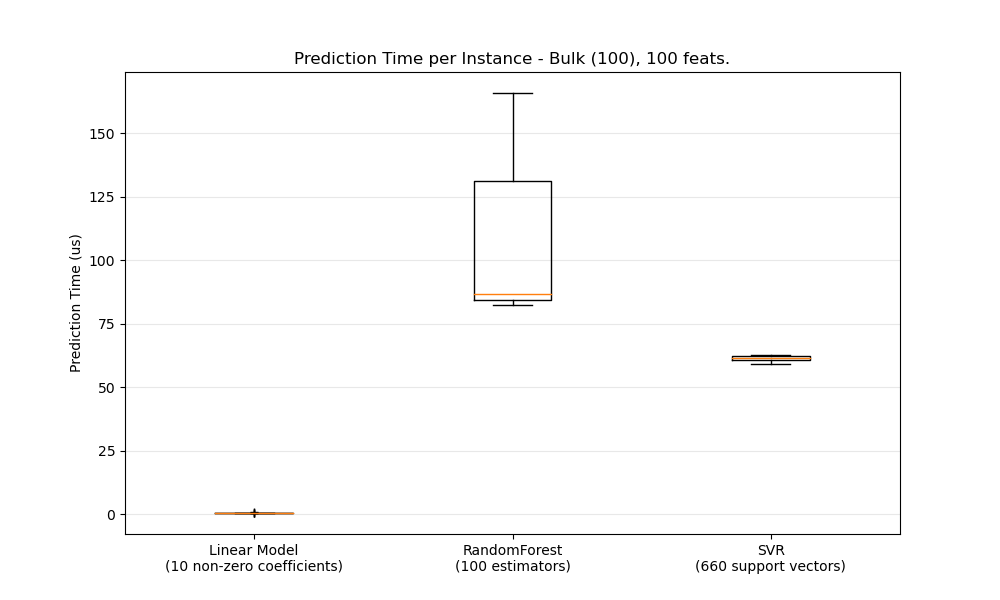 Prediction Time per Instance - Bulk (100), 100 feats.
Prediction Time (us)
150
125
100
75
50
25
0
Linear Model
(10 non-zero coefficients)
RandomForest
(100 estimators)
SVR
(660 support vectors)